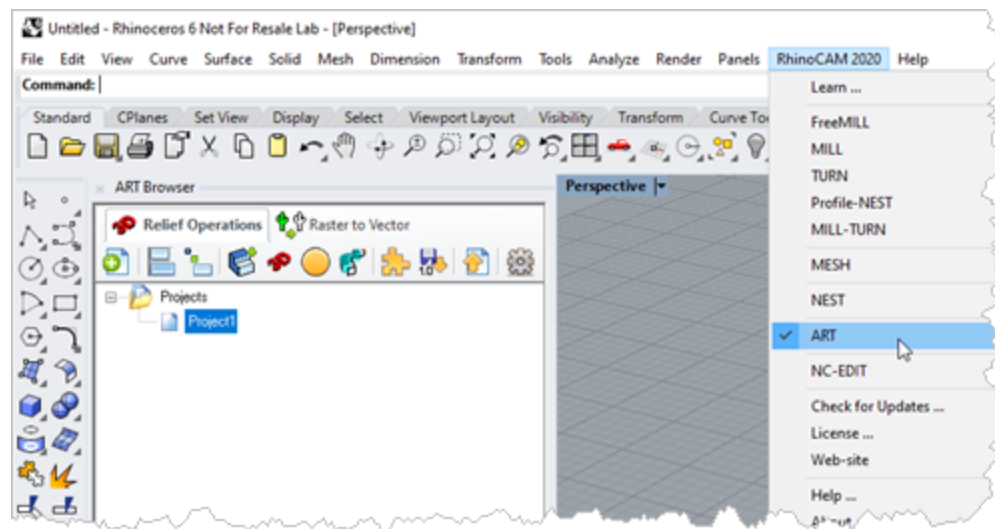 Untitled - Rhinoceros 6 Not For Resale Lab - [Perspective]
File Edit View Curve Surface Solid Mesh Dimension Transform Tools Analyze Render Panels RhinoCAM 2020 Help
Command:
Standard CPlanes Set View Display Select Viewport Layout Visibility Transform Curve
ART Browser
Relief Operations Raster to Vector
Projects
Project1
Perspective
Learn ...
FreeMILL
MILL
TURN
Profile-NEST
MILL-TURN
MESH
NEST
ART
NC-EDIT
Check for Updates ...
License ...
Web-site
Help ...